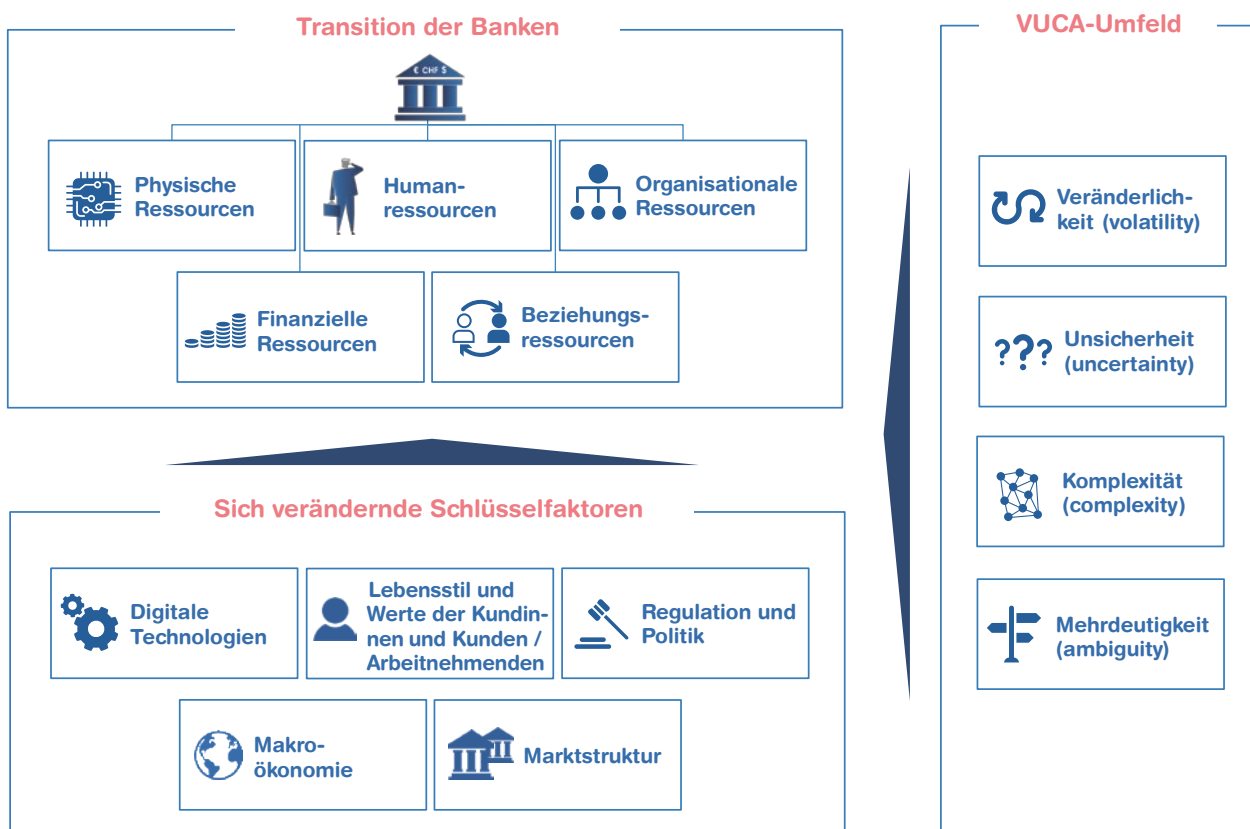 Transition der Banken
€ CHF $
Physische
Ressourcen
Human-
ressourcen
Organisationale
Ressourcen
Finanzielle
Ressourcen
Beziehungs-
ressourcen
Sich verändernde Schlüsselfaktoren
Digitale
Technologien
Lebensstil und
Werte der Kundin-
nen und Kunden /
Arbeitnehmenden
Regulation und
Politik
Makro-
ökonomie
Marktstruktur
VUCA-Umfeld
Veränderlich-
keit (volatility)
???
Unsicherheit
(uncertainty)
Komplexität
(complexity)
Mehrdeutigkeit
(ambiguity)